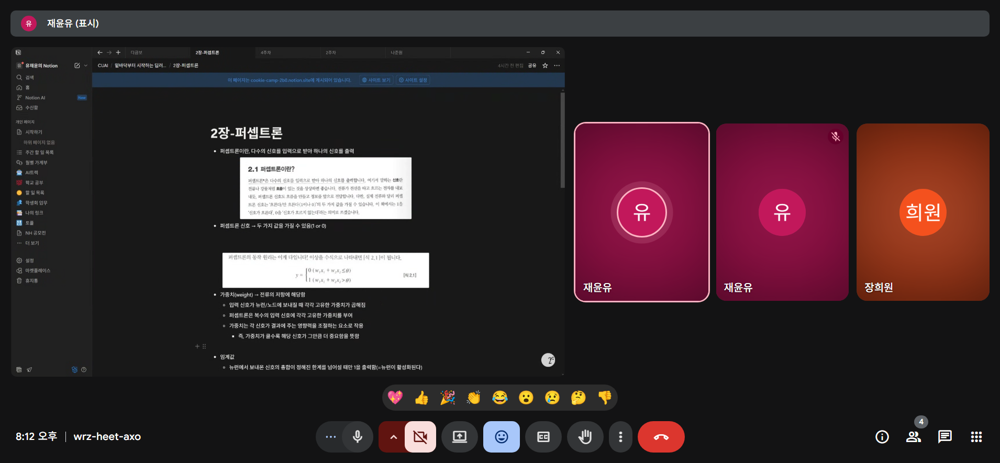 유 재윤유 (표시)
다금보 2장-퍼셉트론 4주차 2주차 나준원
유 유재윤의 Notion
CUAI / 밑바닥부터 시작하는 딥러... / 2장-퍼셉트론
4시간 전 편집 공유
이 페이지는 cookie-camp-2b0.notion.site에 게시되어 있습니다. 사이트 보기 사이트 설정
검색
홈
Notion AI New
수신함
개인 페이지
시작하기
하위 페이지 없음
주간 할 일 목록
월별 가계부
AI트럭
학교 공부
할 일 목록
학생회 업무
나의 링크
토플
NH 공모전
더 보기
설정
마켓플레이스
휴지통
2장-퍼셉트론
퍼셉트론이란, 다수의 신호를 입력으로 받아 하나의 신호를 출력
2.1 퍼셉트론이란?
퍼셉트론*은 다수의 신호를 입력으로 받아 하나의 신호를 출력합니다. 여기서 말하는 신호란
전류나 강물처럼 흐름이 있는 것을 상상하면 좋습니다. 전류가 전선을 타고 흐르는 전자를 내보
내듯, 퍼셉트론 신호도 흐름을 만들고 정보를 앞으로 전달합니다. 다만, 실제 전류와 달리 퍼셉
트론 신호는 '흐른다/안 흐른다(1이나 0)'의 두 가지 값을 가질 수 있습니다. 이 책에서는 1을
'신호가 흐른다', 0을 '신호가 흐르지 않는다'라는 의미로 쓰겠습니다.
퍼셉트론 신호 → 두 가지 값을 가질 수 있음(1 or 0)
퍼셉트론의 동작 원리는 이게 다입니다! 이상을 수식으로 나타내면 [식 2.1]이 됩니다.
y = { 0 (w₁x₁ + w₂x₂ ≤ θ)
1 (w₁x₁ + w₂x₂ > θ)
[식 2.1]
가중치(weight) → 전류의 저항에 해당함
입력 신호가 뉴런/노드에 보내질 때 각각 고유한 가중치가 곱해짐
퍼셉트론은 복수의 입력 신호에 각각 고유한 가중치를 부여
가중치는 각 신호가 결과에 주는 영향력을 조절하는 요소로 작용
즉, 가중치가 클수록 해당 신호가 그만큼 더 중요함을 뜻함
임계값
뉴런에서 보내온 신호의 총합이 정해진 한계를 넘어설 때만 1을 출력함(=뉴런이 활성화된다)
유
재윤유
유
재윤유
희원
장희원
8:12 오후 | wrz-heet-axo
CC
4